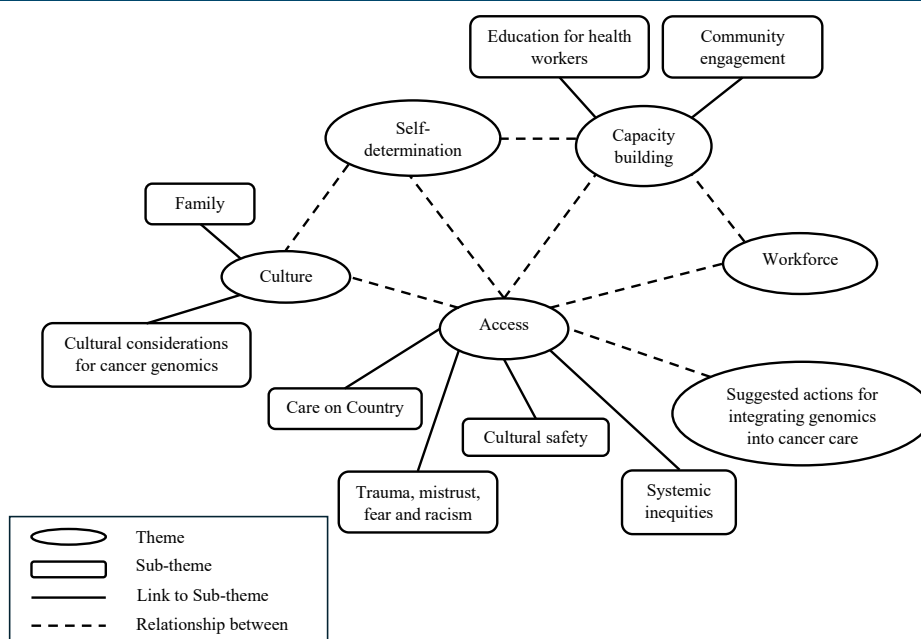 Education for health
workers
Community
engagement
Self-
determination
Capacity
building
Family
Culture
Workforce
Access
Cultural considerations
for cancer genomics
Care on Country
Cultural safety
Suggested actions for
integrating genomics
into cancer care
Trauma, mistrust,
fear and racism
Systemic
inequities
Theme
Sub-theme
Link to Sub-theme
Relationship between